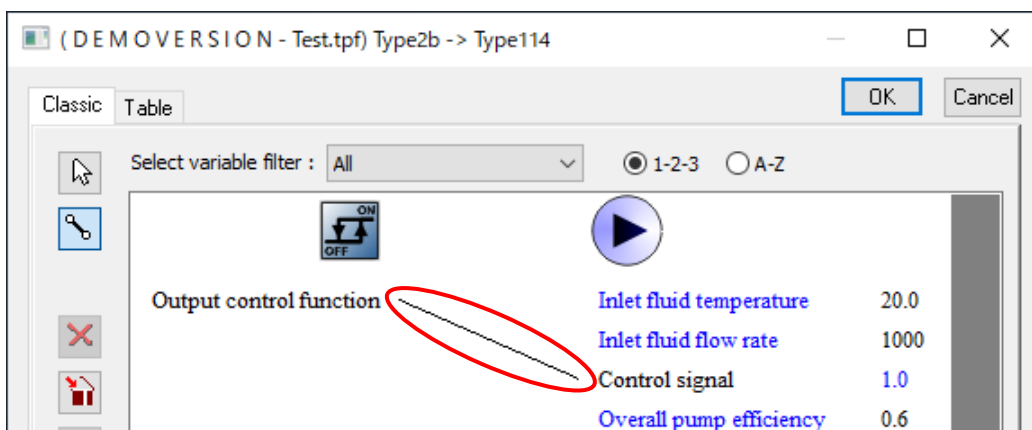 ( D E M O V E R S I O N - Test.tpf) Type2b -> Type114
Classic Table OK Cancel
Select variable filter : All 1-2-3 A-Z
ON
OFF
Output control function Inlet fluid temperature 20.0
Inlet fluid flow rate 1000
Control signal 1.0
Overall pump efficiency 0.6